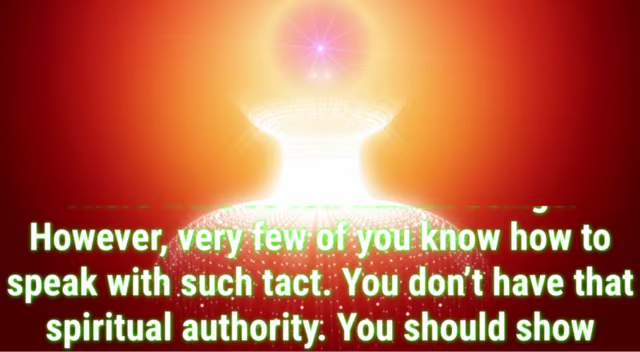 However, very few of you know how to
speak with such tact. You don't have that
spiritual authority. You should show